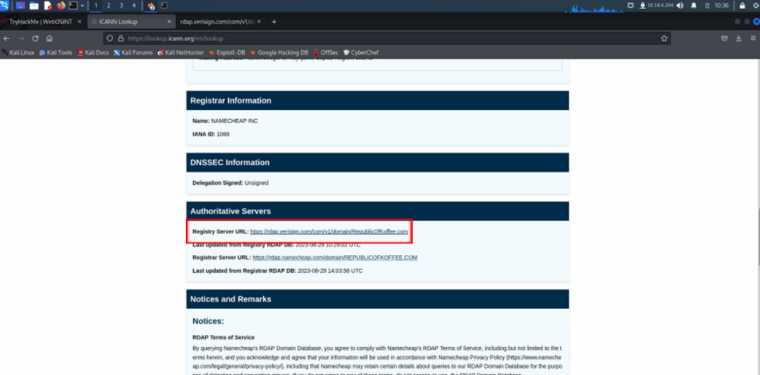 1 2 3 4
10:36
TryHackMe | WebOSINT
ICANN Lookup
rdap.verisign.com/com/v1/do
https://lookup.icann.org/en/lookup
Kali Linux Kali Tools Kali Docs Kali Forums Kali NetHunter Exploit-DB Google Hacking DB OffSec CyberChef
Registrar Information
Name: NAMECHEAP INC
IANA ID: 1068
DNSSEC Information
Delegation Signed: Unsigned
Authoritative Servers
Registry Server URL: https://rdap.verisign.com/com/v1/domain/RepublicOfKoffee.com
Last updated from Registry RDAP DB: 2023-08-29 10:29:02 UTC
Registrar Server URL: https://rdap.namecheap.com/domain/REPUBLICOFKOFFEE.COM
Last updated from Registrar RDAP DB: 2023-08-29 14:03:56 UTC
Notices and Remarks
Notices:
RDAP Terms of Service
By querying Namecheap's RDAP Domain Database, you agree to comply with Namecheap's RDAP Terms of Service, including but not limited to the t
erms herein, and you acknowledge and agree that your information will be used in accordance with Namecheap Privacy Policy (https://www.nameche
ap.com/legal/general/privacy-policy/), including that Namecheap may retain certain details about queries to our RDAP Domain Database for the purpo